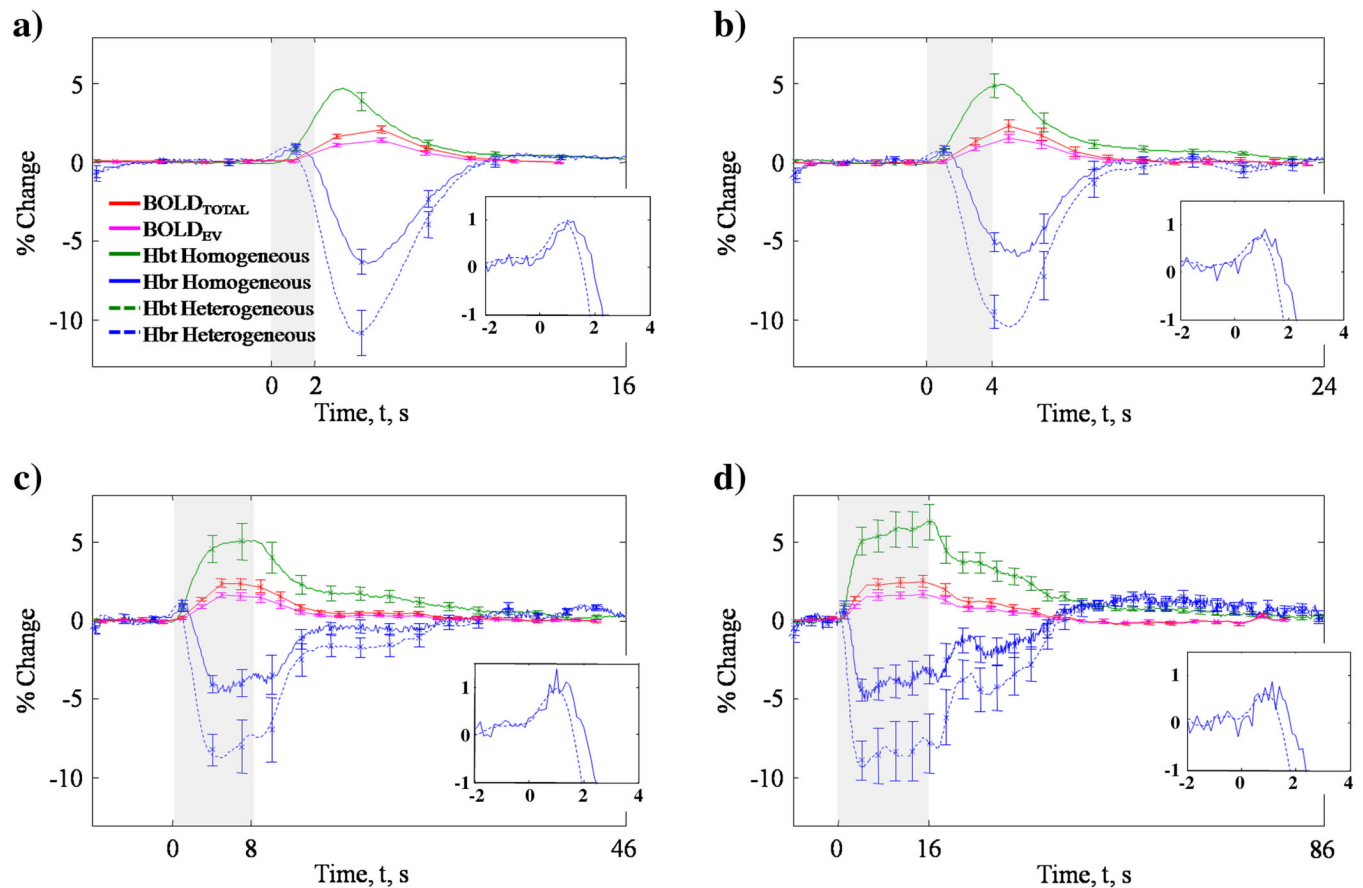 a)
5
0
-5
-10
% Change
BOLD_TOTAL
BOLD_EV
Hbt Homogeneous
Hbr Homogeneous
Hbt Heterogeneous
Hbr Heterogeneous
1
0
-1
-2 0 2 4
0 2 16
Time, t, s
b)
5
0
-5
-10
% Change
1
0
-1
-2 0 2 4
0 4 24
Time, t, s
c)
5
0
-5
-10
% Change
1
0
-1
-2 0 2 4
0 8 46
Time, t, s
d)
5
0
-5
-10
% Change
1
0
-1
-2 0 2 4
0 16 86
Time, t, s